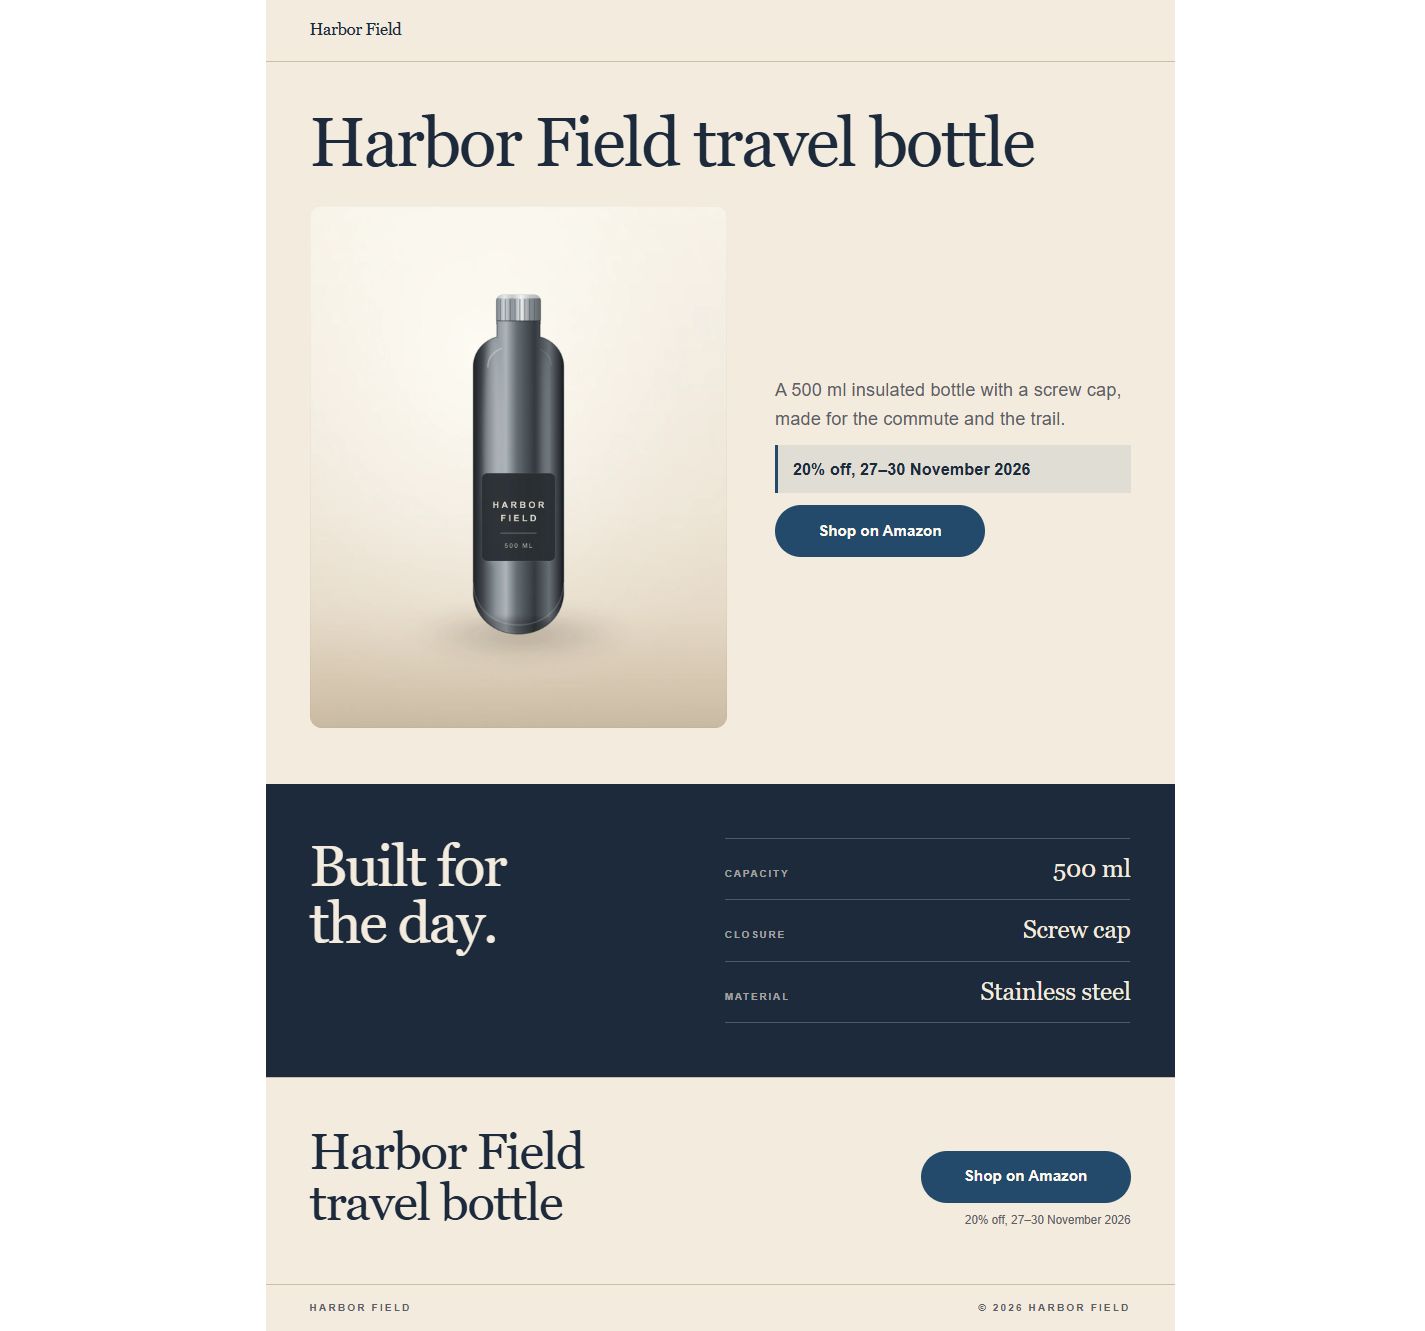 Harbor Field
Harbor Field travel bottle
HARBOR
FIELD
500 ML
A 500 ml insulated bottle with a screw cap,
made for the commute and the trail.
20% off, 27–30 November 2026
Shop on Amazon
Built for
the day.
CAPACITY
500 ml
CLOSURE
Screw cap
MATERIAL
Stainless steel
Harbor Field
travel bottle
Shop on Amazon
20% off, 27–30 November 2026
HARBOR FIELD
© 2026 HARBOR FIELD